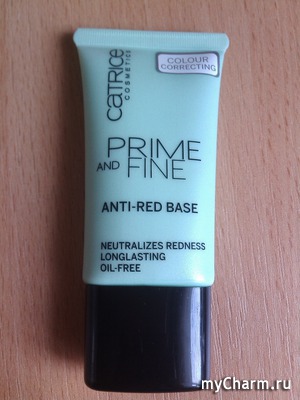 COLOUR
CORRECTING
CATRICE
COSMETICS
PRIME
AND FINE
ANTI-RED BASE
NEUTRALIZES REDNESS
LONGLASTING
OIL-FREE
myCharm.ru